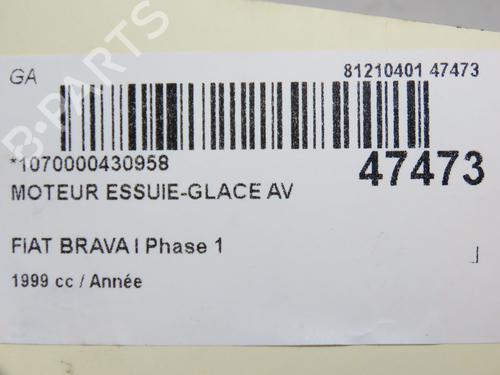 GA
81210401 47473
*1070000430958
47473
MOTEUR ESSUIE-GLACE AV
FIAT BRAVA I Phase 1
1999 cc / Année
B-PARTS